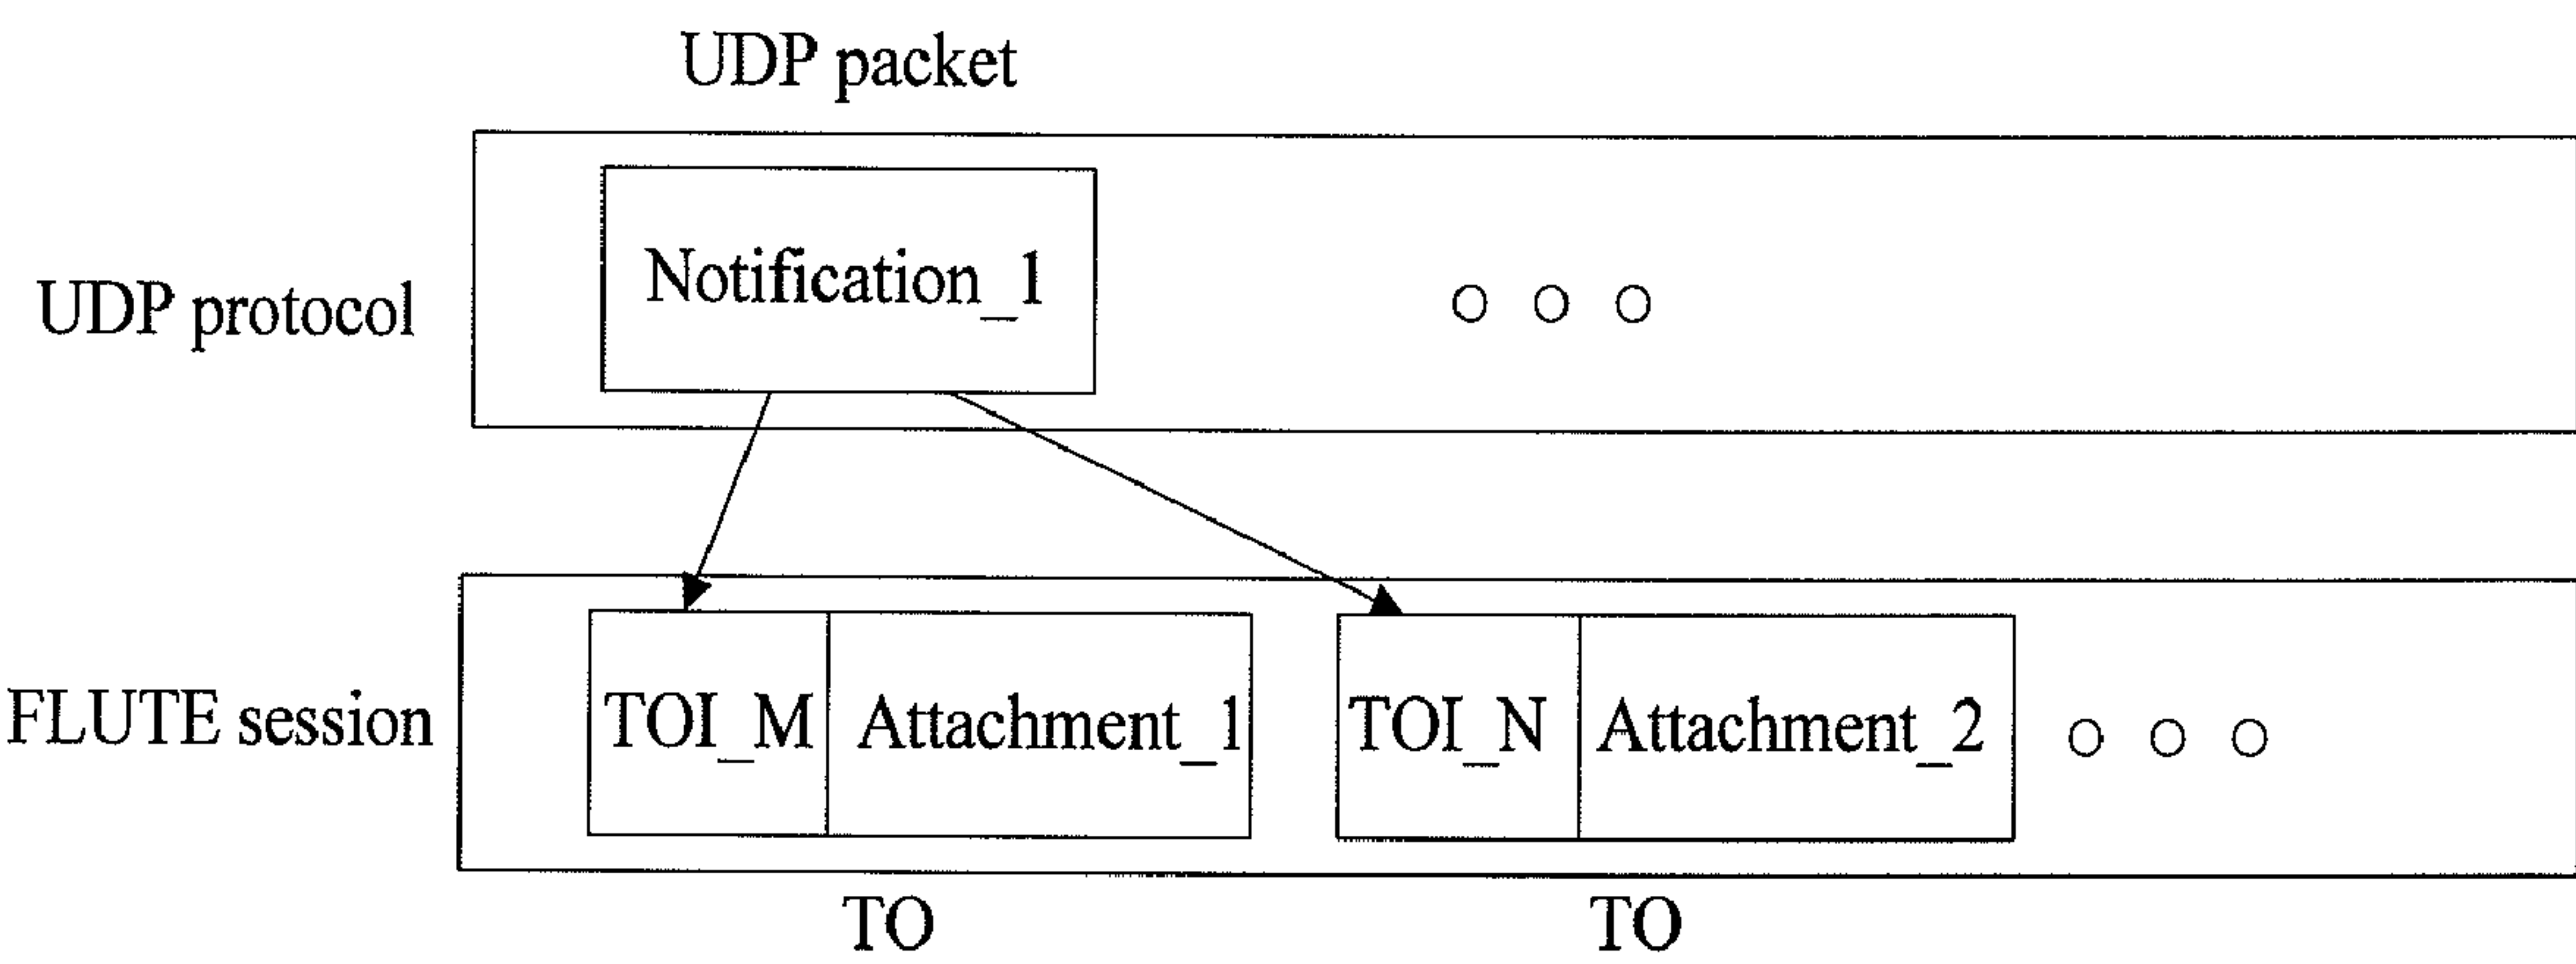 UDP packet
Notification_1
UDP protocol
FLUTE session
TOI_M
Attachment_1
TOI_N
Attachment_2
TO
TO